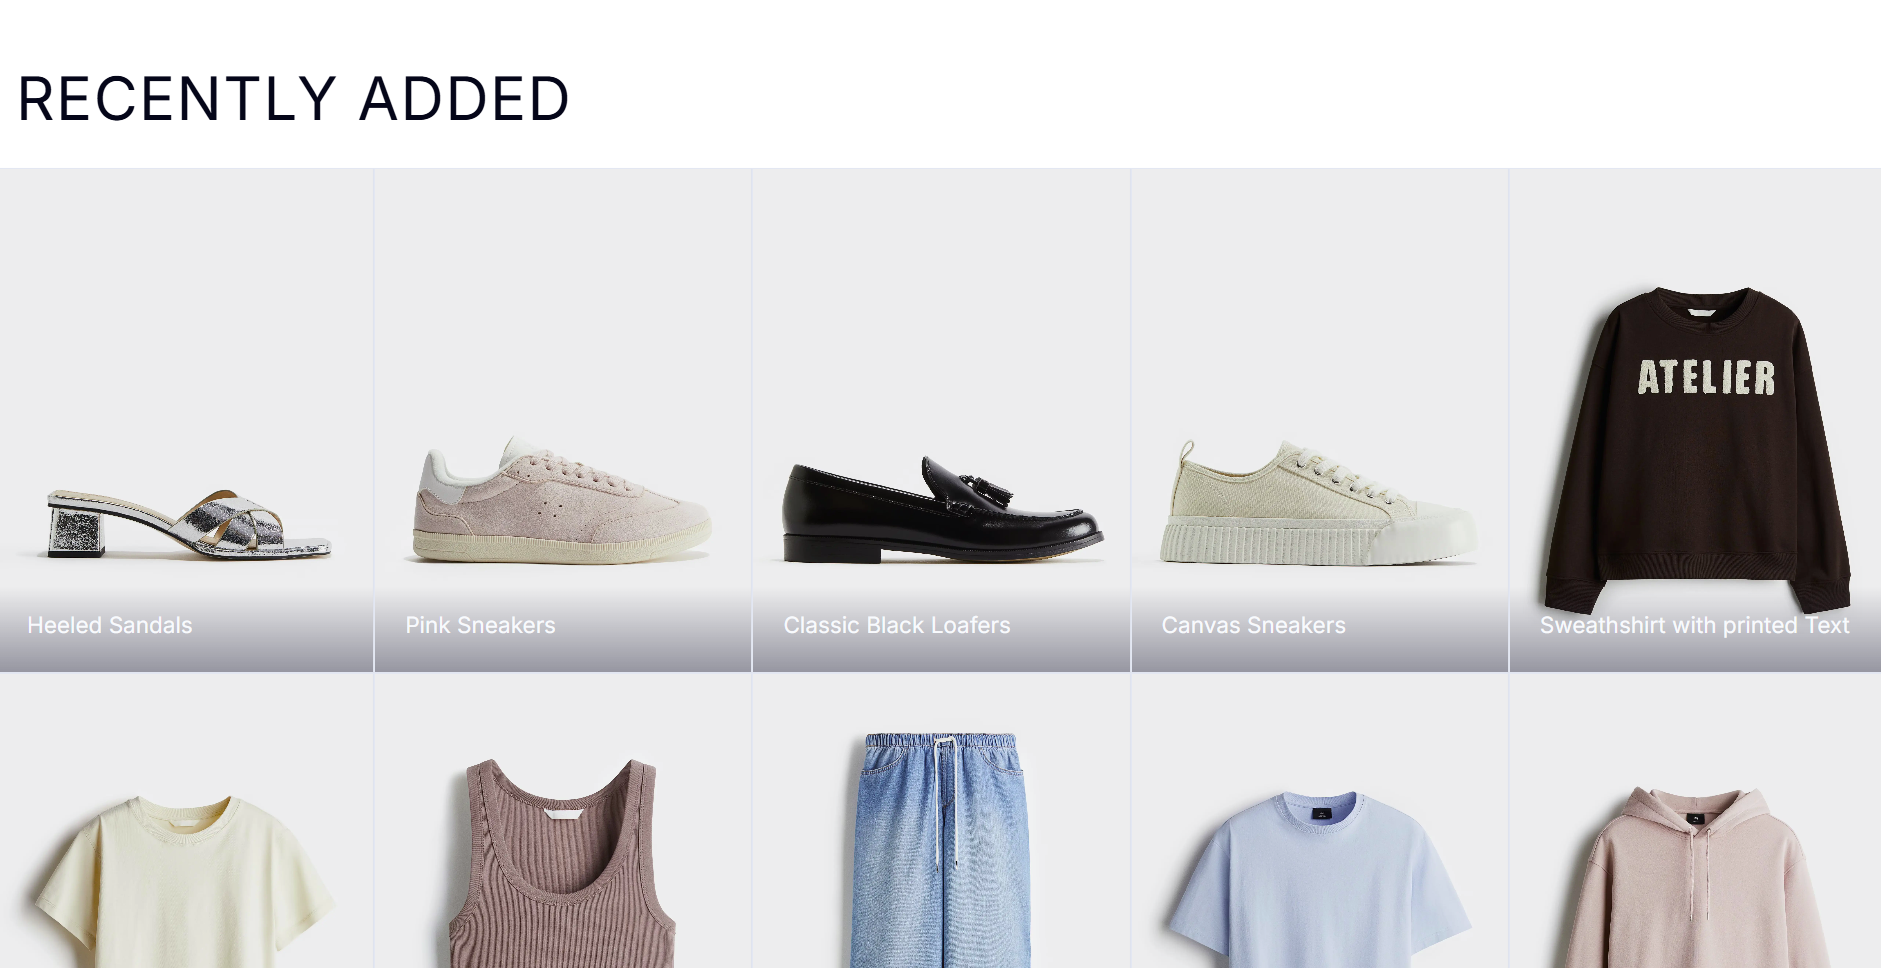 RECENTLY ADDED
ATELIER
Heeled Sandals
Pink Sneakers
Classic Black Loafers
Canvas Sneakers
Sweathshirt with printed Text